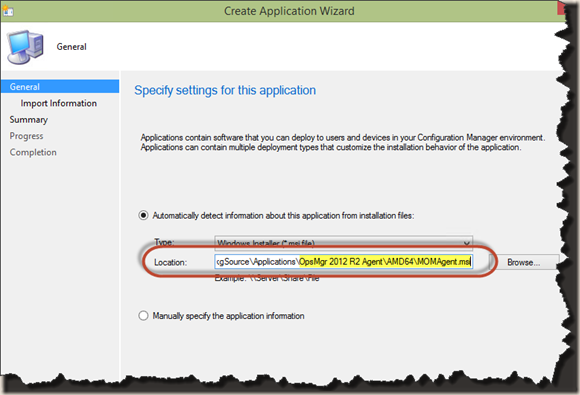 Create Application Wizard
General
General
Import Information
Summary
Progress
Completion
Specify settings for this application
Applications contain software that you can deploy to users and devices in your Configuration Manager environment.
Applications can contain multiple deployment types that customize the installation behavior of the application.
Automatically detect information about this application from installation files:
Type: Windows Installer (*.msi file)
Location: gSource\Applications\OpsMgr 2012 R2 Agent\AMD64\MOMAgent.msi Browse...
Example: \\Server\Share\File
Manually specify the application information